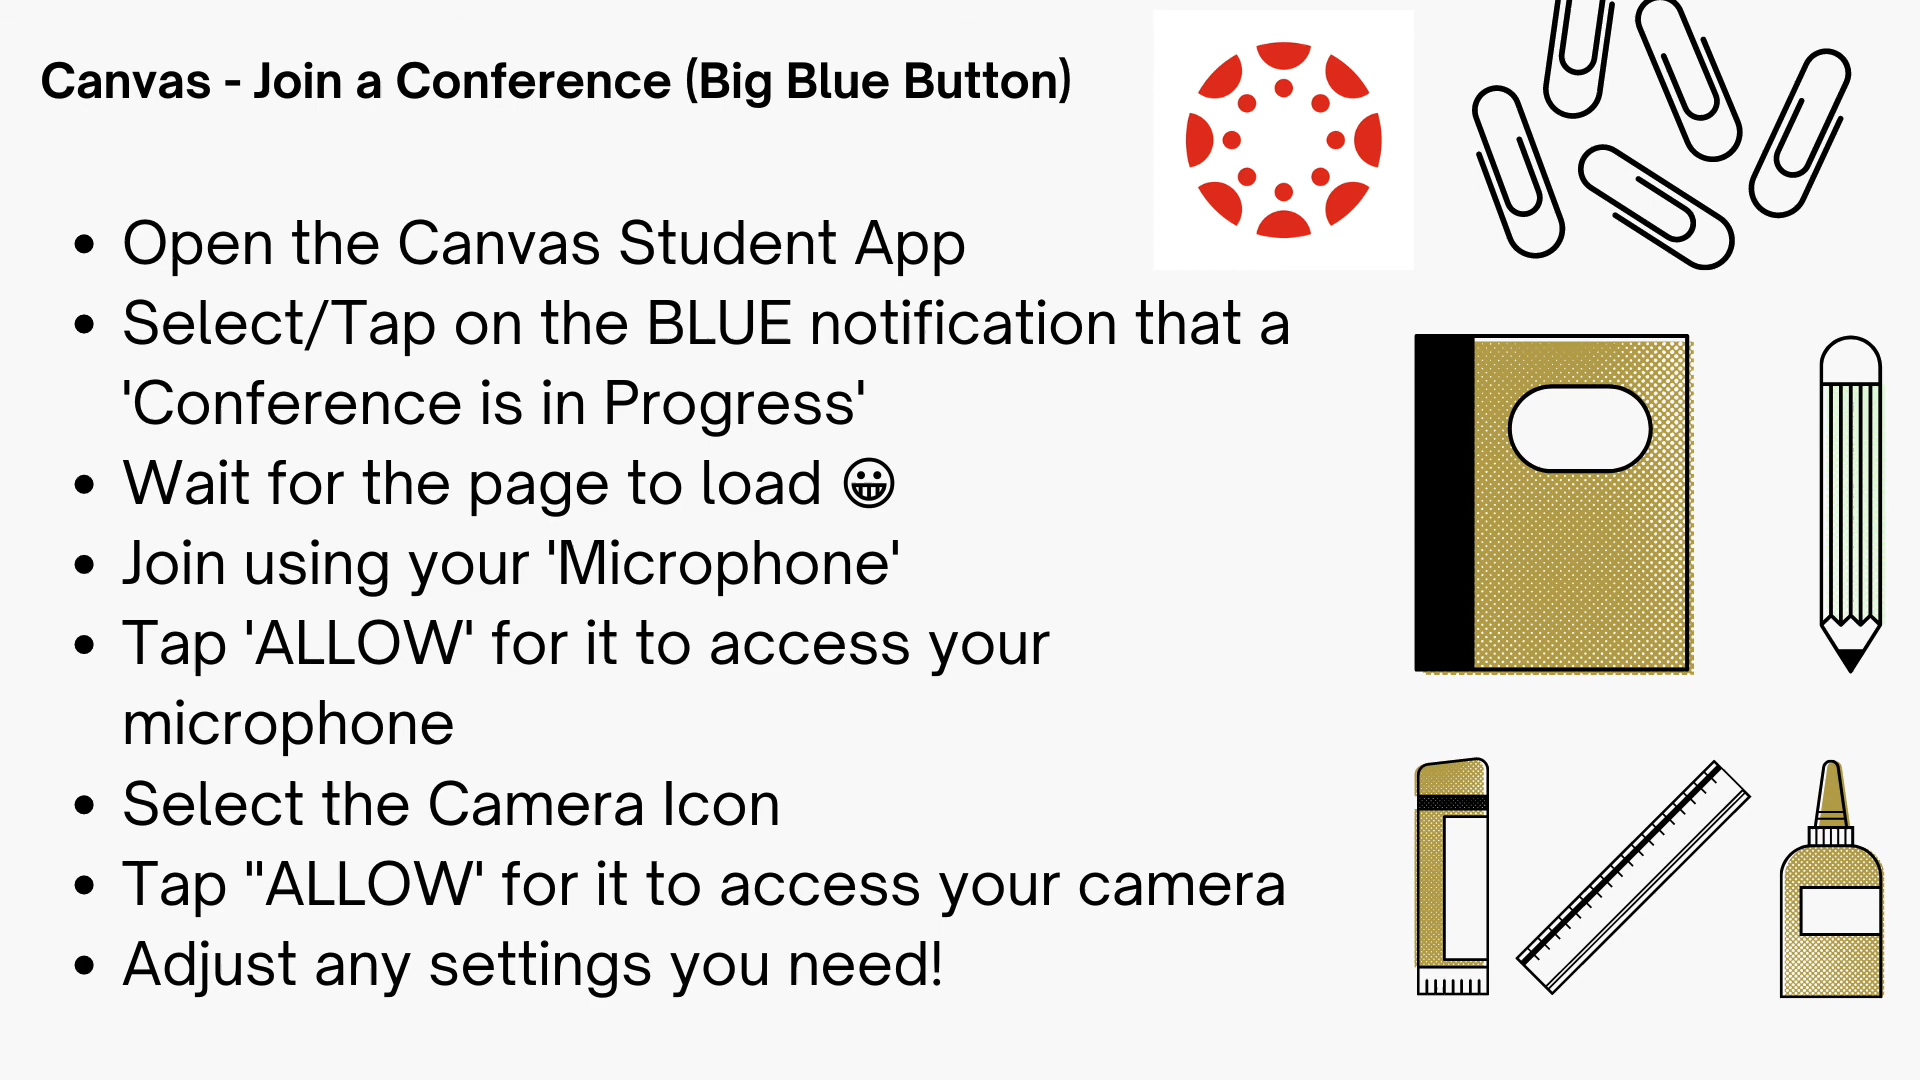 Canvas - Join a Conference (Big Blue Button)
• Open the Canvas Student App
• Select/Tap on the BLUE notification that a
'Conference is in Progress'
• Wait for the page to load 😀
• Join using your 'Microphone'
• Tap 'ALLOW' for it to access your
microphone
• Select the Camera Icon
• Tap "ALLOW' for it to access your camera
• Adjust any settings you need!